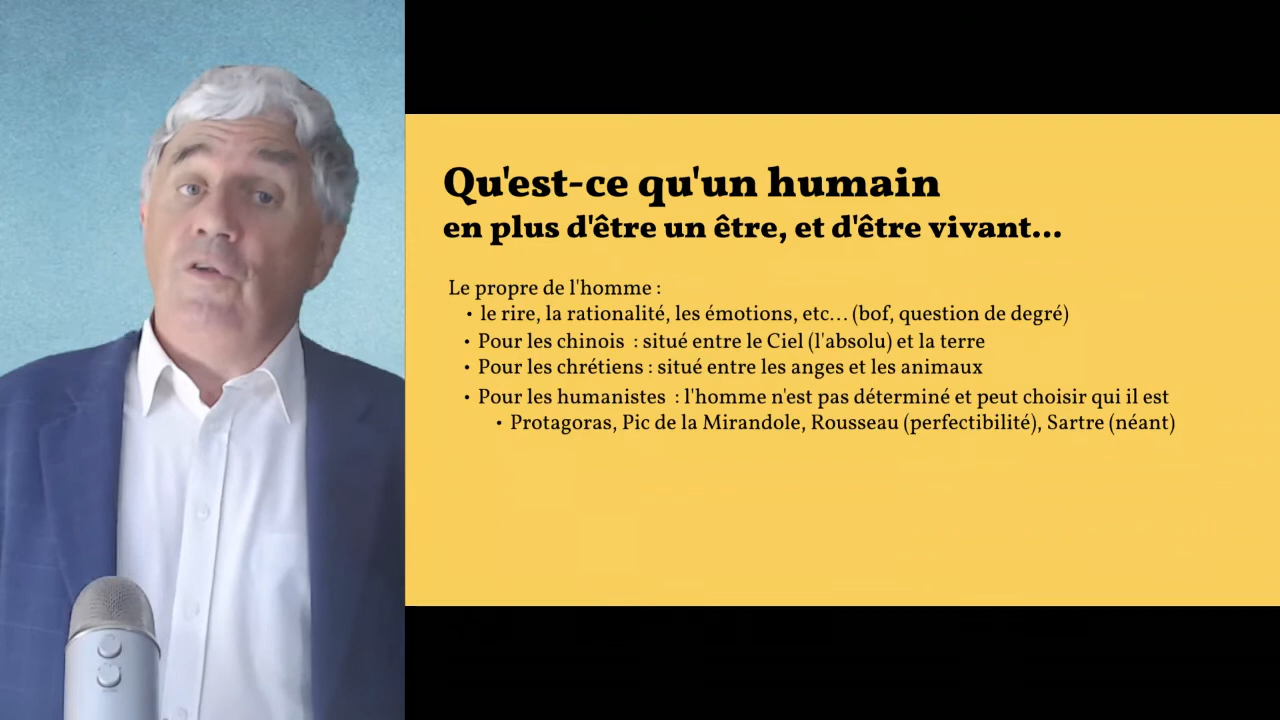 Qu'est-ce qu'un humain
en plus d'être un être, et d'être vivant...
Le propre de l'homme :
• le rire, la rationalité, les émotions, etc... (bof, question de degré)
• Pour les chinois : situé entre le Ciel (l'absolu) et la terre
• Pour les chrétiens : situé entre les anges et les animaux
• Pour les humanistes : l'homme n'est pas déterminé et peut choisir qui il est
• Protagoras, Pic de la Mirandole, Rousseau (perfectibilité), Sartre (néant)